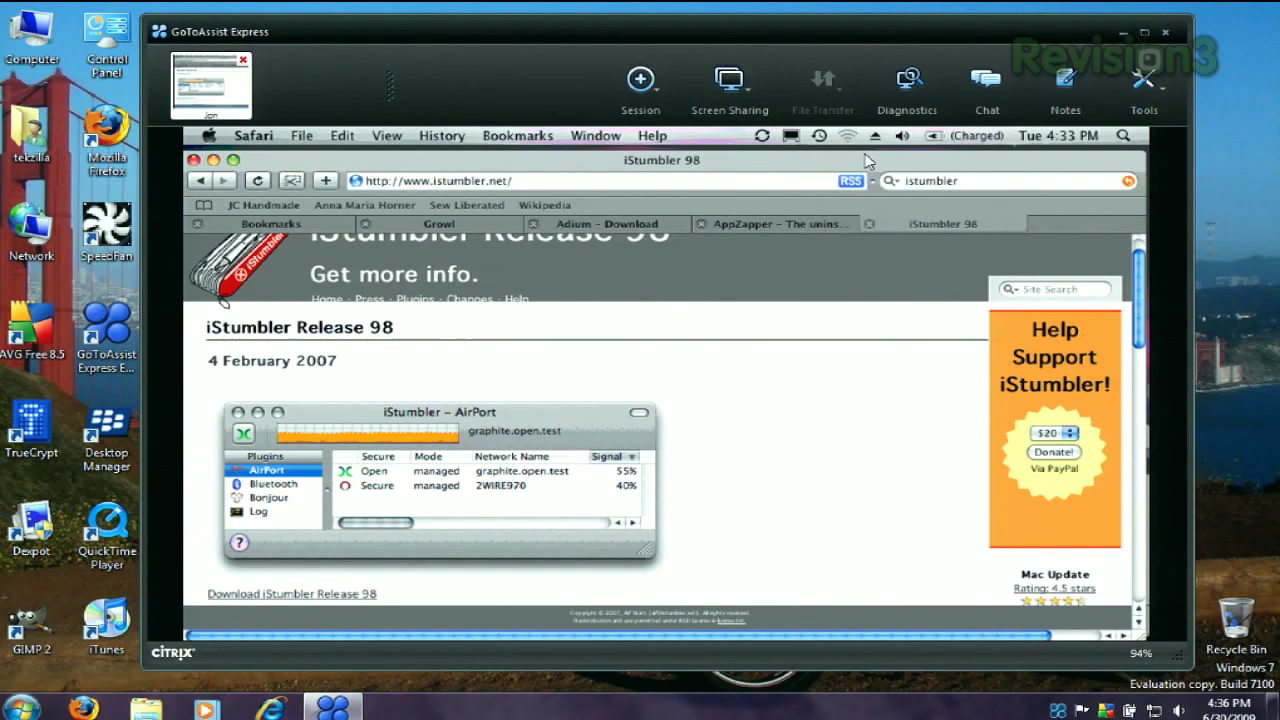 GoToAssist Express
Revision3
Computer
Control Panel
tekzilla
Mozilla Firefox
Network
SpeedFan
AVG Free 8.5
GoToAssist Express E...
TrueCrypt
Desktop Manager
Dexpot
QuickTime Player
GIMP 2
iTunes
Jon
Session
Screen Sharing
File Transfer
Diagnostics
Chat
Notes
Tools
Safari File Edit View History Bookmarks Window Help (Charged) Tue 4:33 PM
iStumbler 98
http://www.istumbler.net/ RSS istumbler
JC Handmade Anna Maria Horner Sew Liberated Wikipedia
Bookmarks Growl Adium - Download AppZapper - The unins... iStumbler 98
iStumbler Release 98
iStumbler
Get more info.
Home · Press · Plugins · Changes · Help
Site Search
iStumbler Release 98
4 February 2007
iStumbler - AirPort
graphite.open.test
Plugins Secure Mode Network Name Signal
AirPort Open managed graphite.open.test 55%
Bluetooth Secure managed 2WIRE970 40%
Bonjour
Log
?
Download iStumbler Release 98
Help
Support
iStumbler!
$20
Donate!
Via PayPal
Mac Update
Rating: 4.5 stars
CITRIX
94%
Recycle Bin
Windows 7
Evaluation copy. Build 7100
4:36 PM
6/30/2009